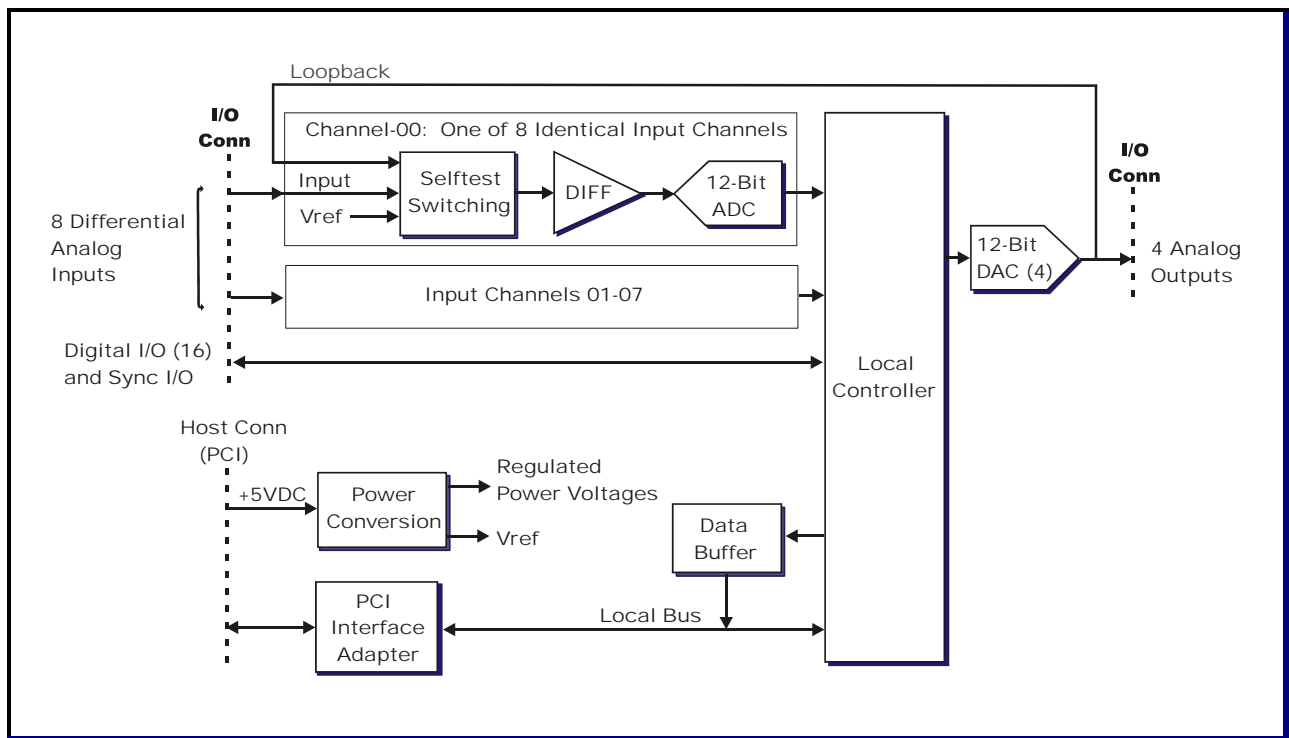 Loopback
I/O
Conn
Channel-00: One of 8 Identical Input Channels
Input
Vref
Selftest
Switching
DIFF
12-Bit
ADC
8 Differential
Analog
Inputs
Input Channels 01-07
Digital I/O (16)
and Sync I/O
Local
Controller
12-Bit
DAC (4)
I/O
Conn
4 Analog
Outputs
Host Conn
(PCI)
+5VDC
Power
Conversion
Regulated
Power Voltages
Vref
Data
Buffer
PCI
Interface
Adapter
Local Bus